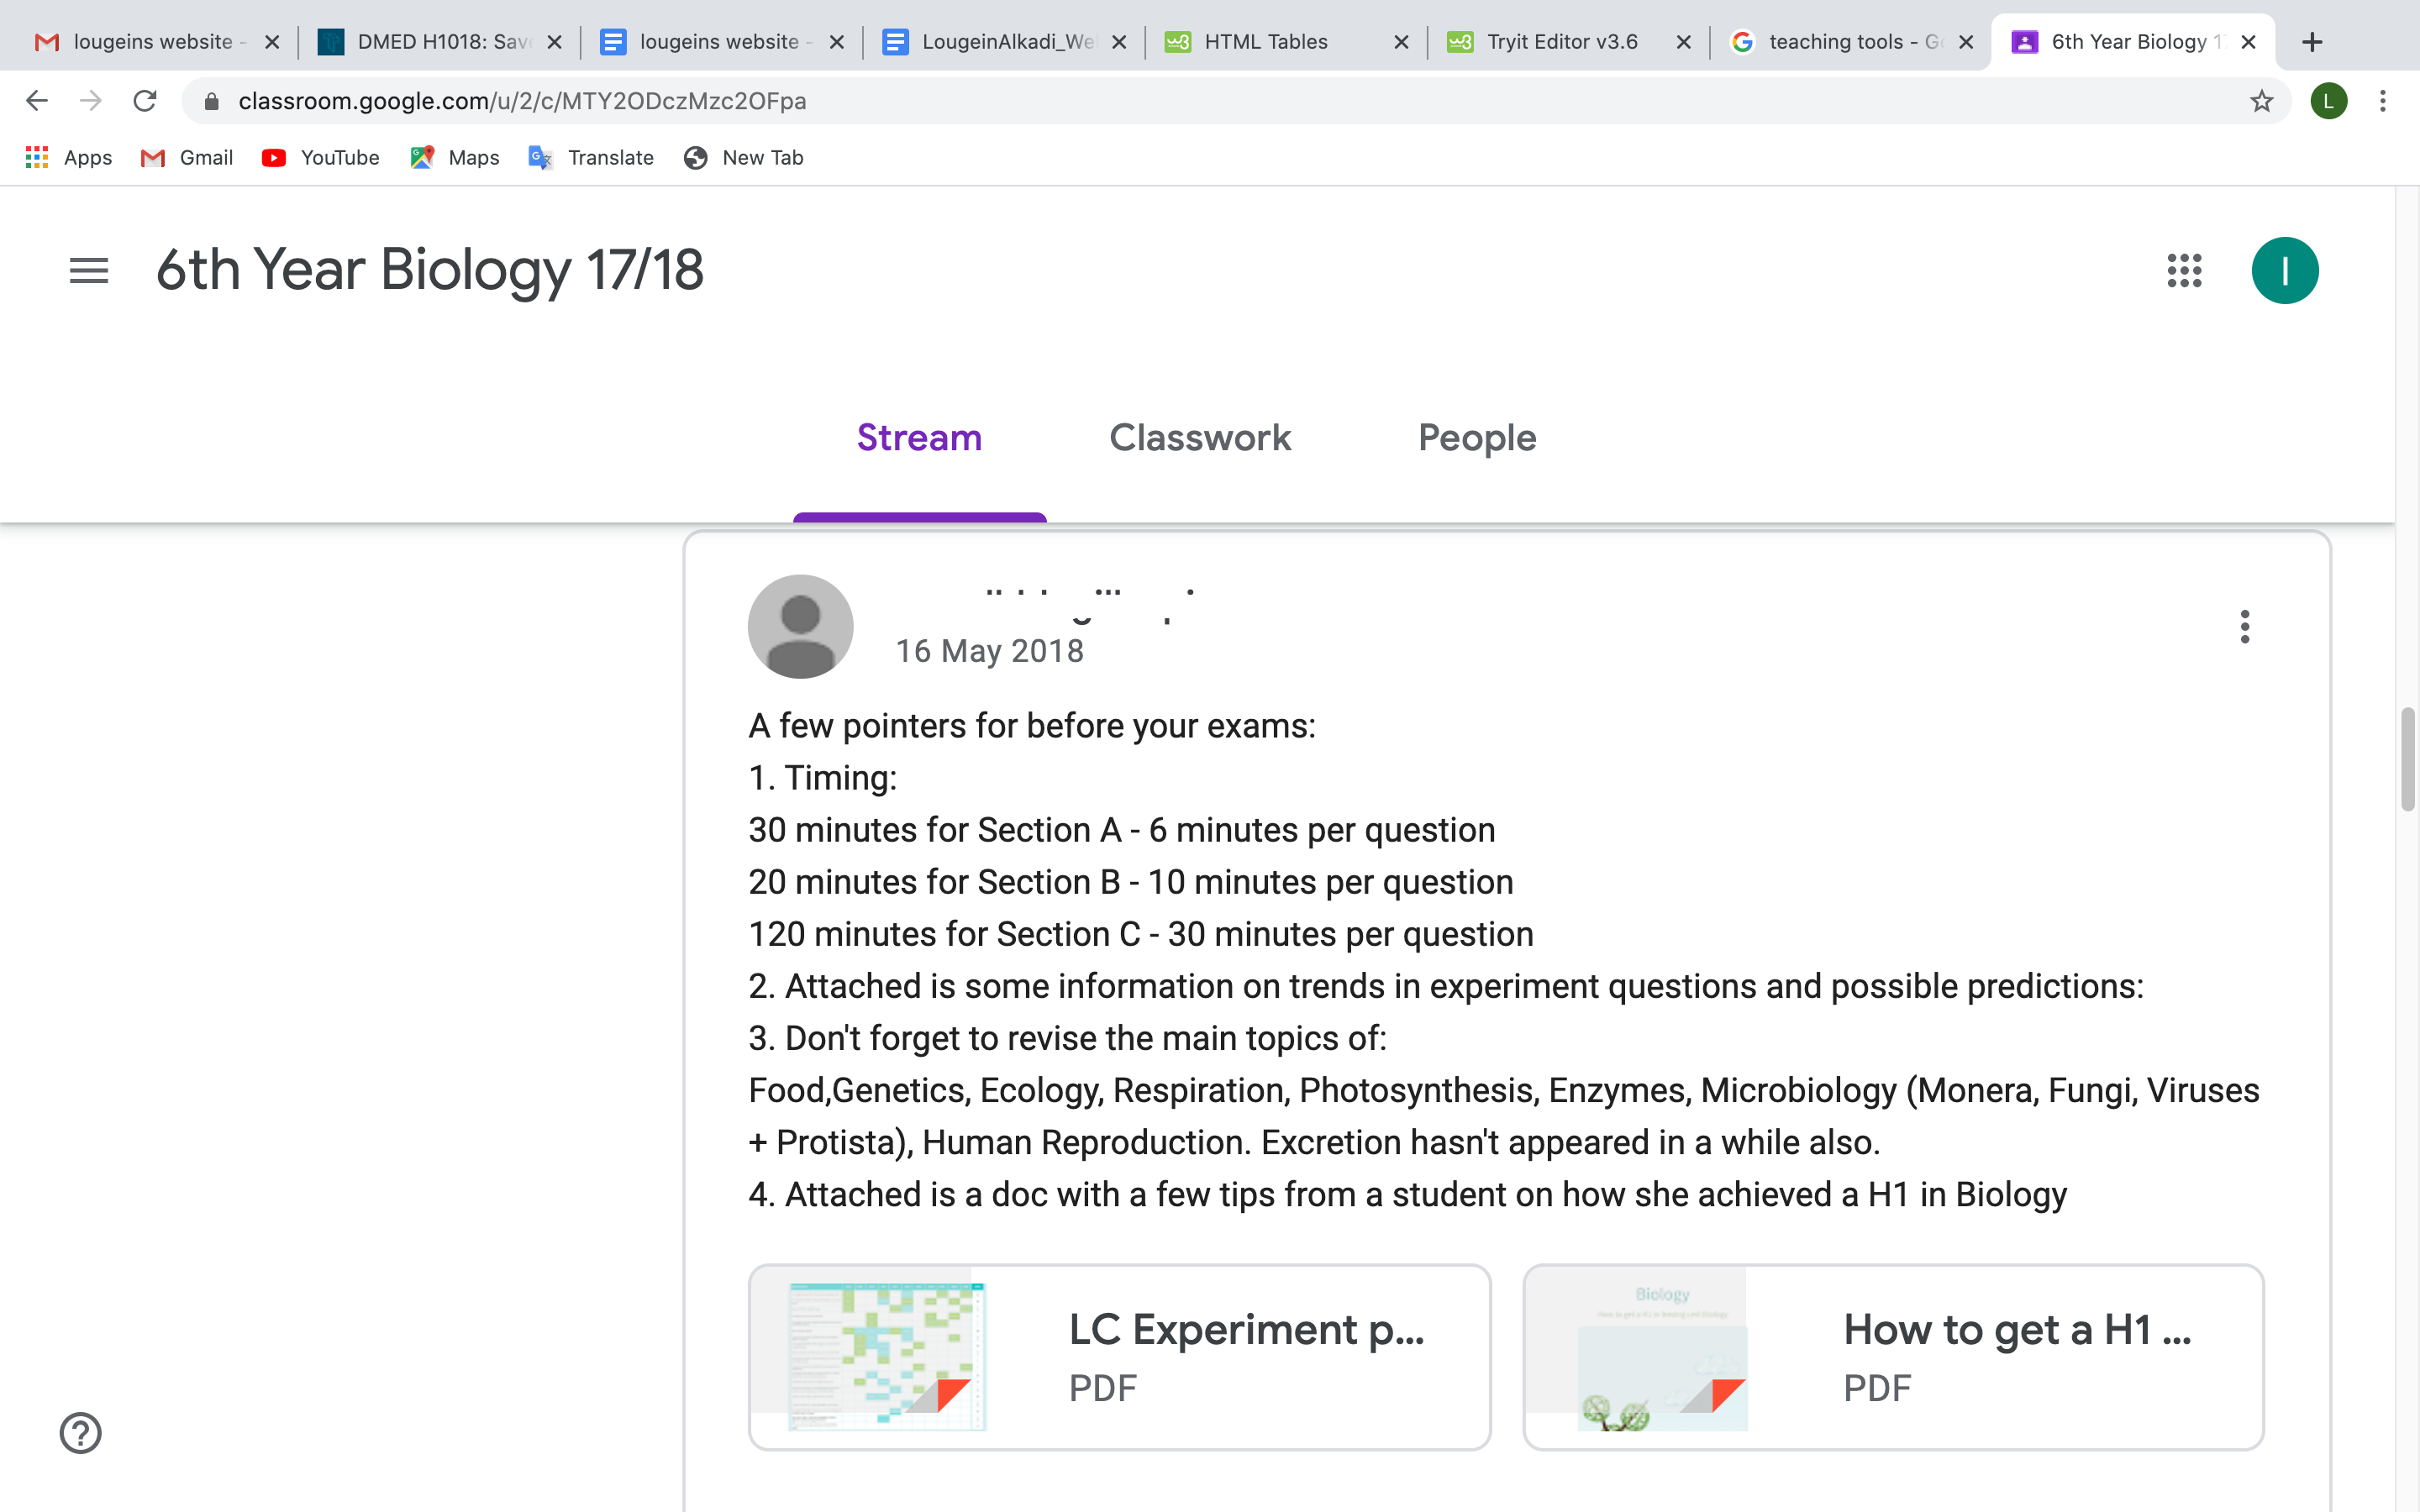 lougeins website -
DMED H1018: Sav
lougeins website -
LougeinAlkadi_We
HTML Tables
Tryit Editor v3.6
teaching tools - G
6th Year Biology 1
classroom.google.com/u/2/c/MTY2ODczMzc2OFpa
L
Apps
Gmail
YouTube
Maps
Translate
New Tab
6th Year Biology 17/18
l
Stream
Classwork
People
16 May 2018
A few pointers for before your exams:
1. Timing:
30 minutes for Section A - 6 minutes per question
20 minutes for Section B - 10 minutes per question
120 minutes for Section C - 30 minutes per question
2. Attached is some information on trends in experiment questions and possible predictions:
3. Don't forget to revise the main topics of:
Food,Genetics, Ecology, Respiration, Photosynthesis, Enzymes, Microbiology (Monera, Fungi, Viruses
+ Protista), Human Reproduction. Excretion hasn't appeared in a while also.
4. Attached is a doc with a few tips from a student on how she achieved a H1 in Biology
LC Experiment p...
PDF
Biology
How to get a H1 ...
PDF